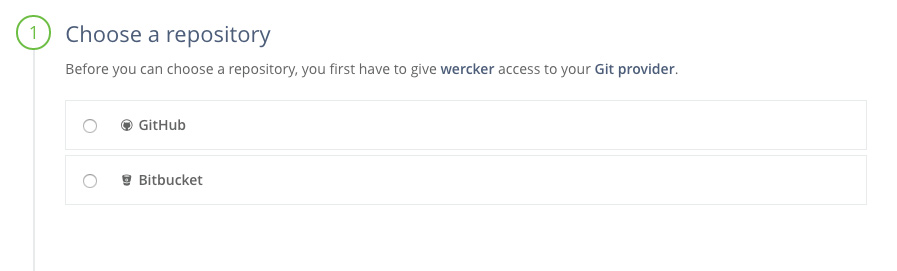 1
Choose a repository
Before you can choose a repository, you first have to give wercker access to your Git provider.
GitHub
Bitbucket